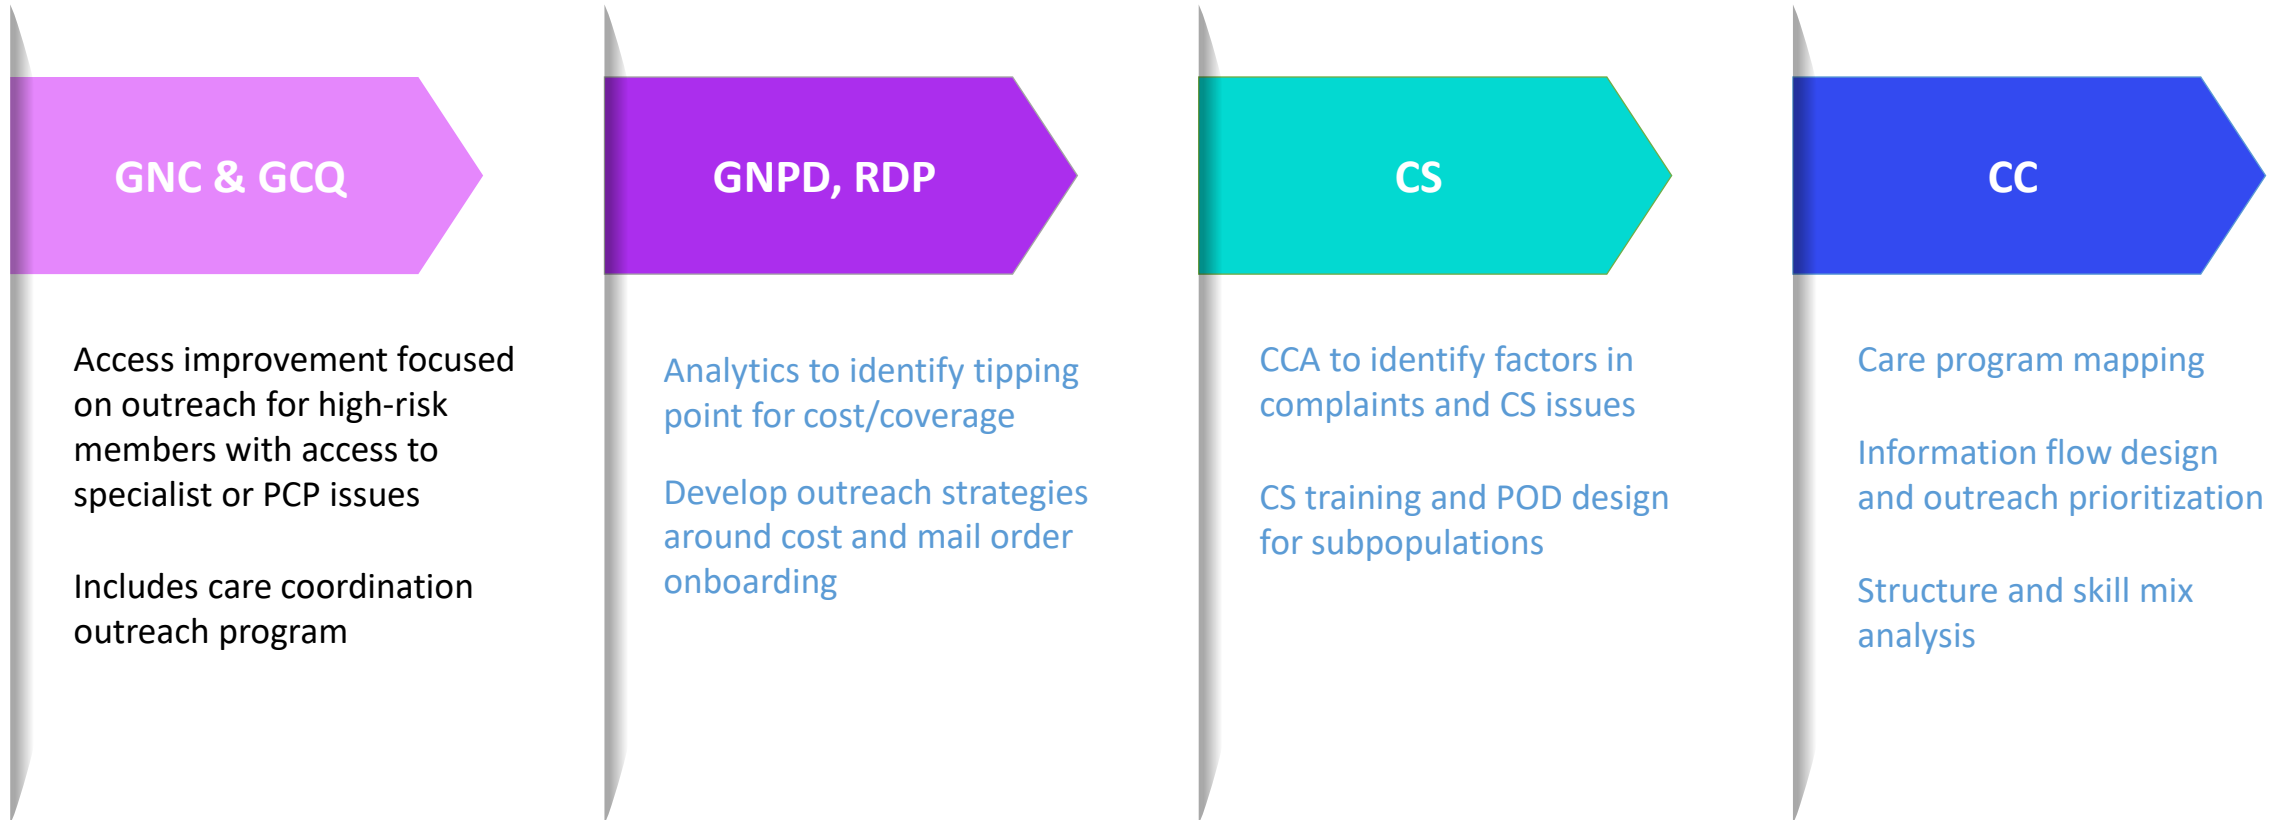 GNC & GCQ
Access improvement focused
on outreach for high-risk
members with access to
specialist or PCP issues
Includes care coordination
outreach program
GNPD, RDP
Analytics to identify tipping
point for cost/coverage
Develop outreach strategies
around cost and mail order
onboarding
CS
CCA to identify factors in
complaints and CS issues
CS training and POD design
for subpopulations
CC
Care program mapping
Information flow design
and outreach prioritization
Structure and skill mix
analysis